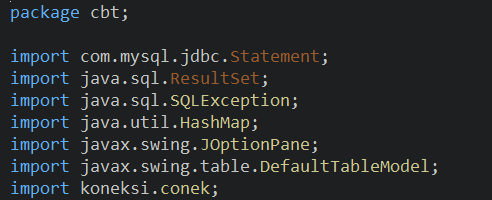 package cbt;
import com.mysql.jdbc.Statement;
import java.sql.ResultSet;
import java.sql.SQLException;
import java.util.HashMap;
import javax.swing.JOptionPane;
import javax.swing.table.DefaultTableModel;
import koneksi.conek;